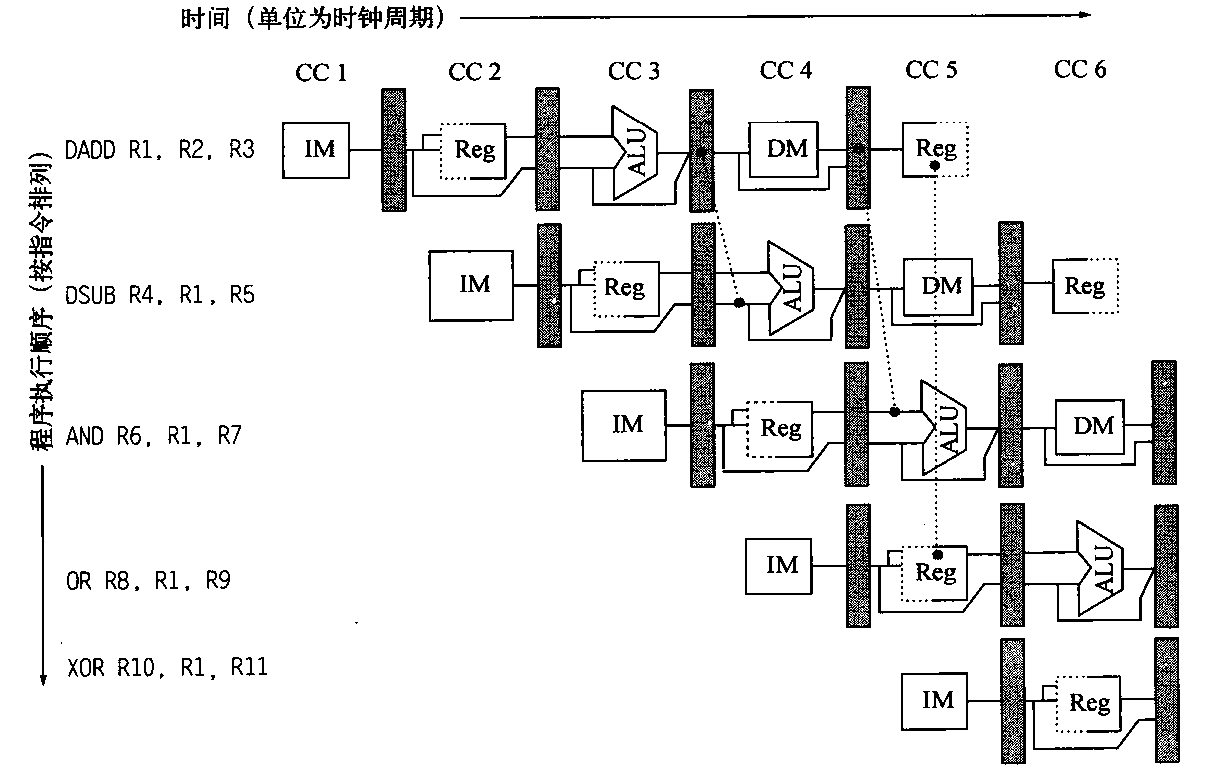 时间（单位为时钟周期）
CC 1 CC 2 CC 3 CC 4 CC 5 CC 6
程序执行顺序（按指令排列）
DADD R1, R2, R3
IM Reg ALU DM Reg
DSUB R4, R1, R5
IM Reg ALU DM Reg
AND R6, R1, R7
IM Reg ALU DM
OR R8, R1, R9
IM Reg ALU
XOR R10, R1, R11
IM Reg